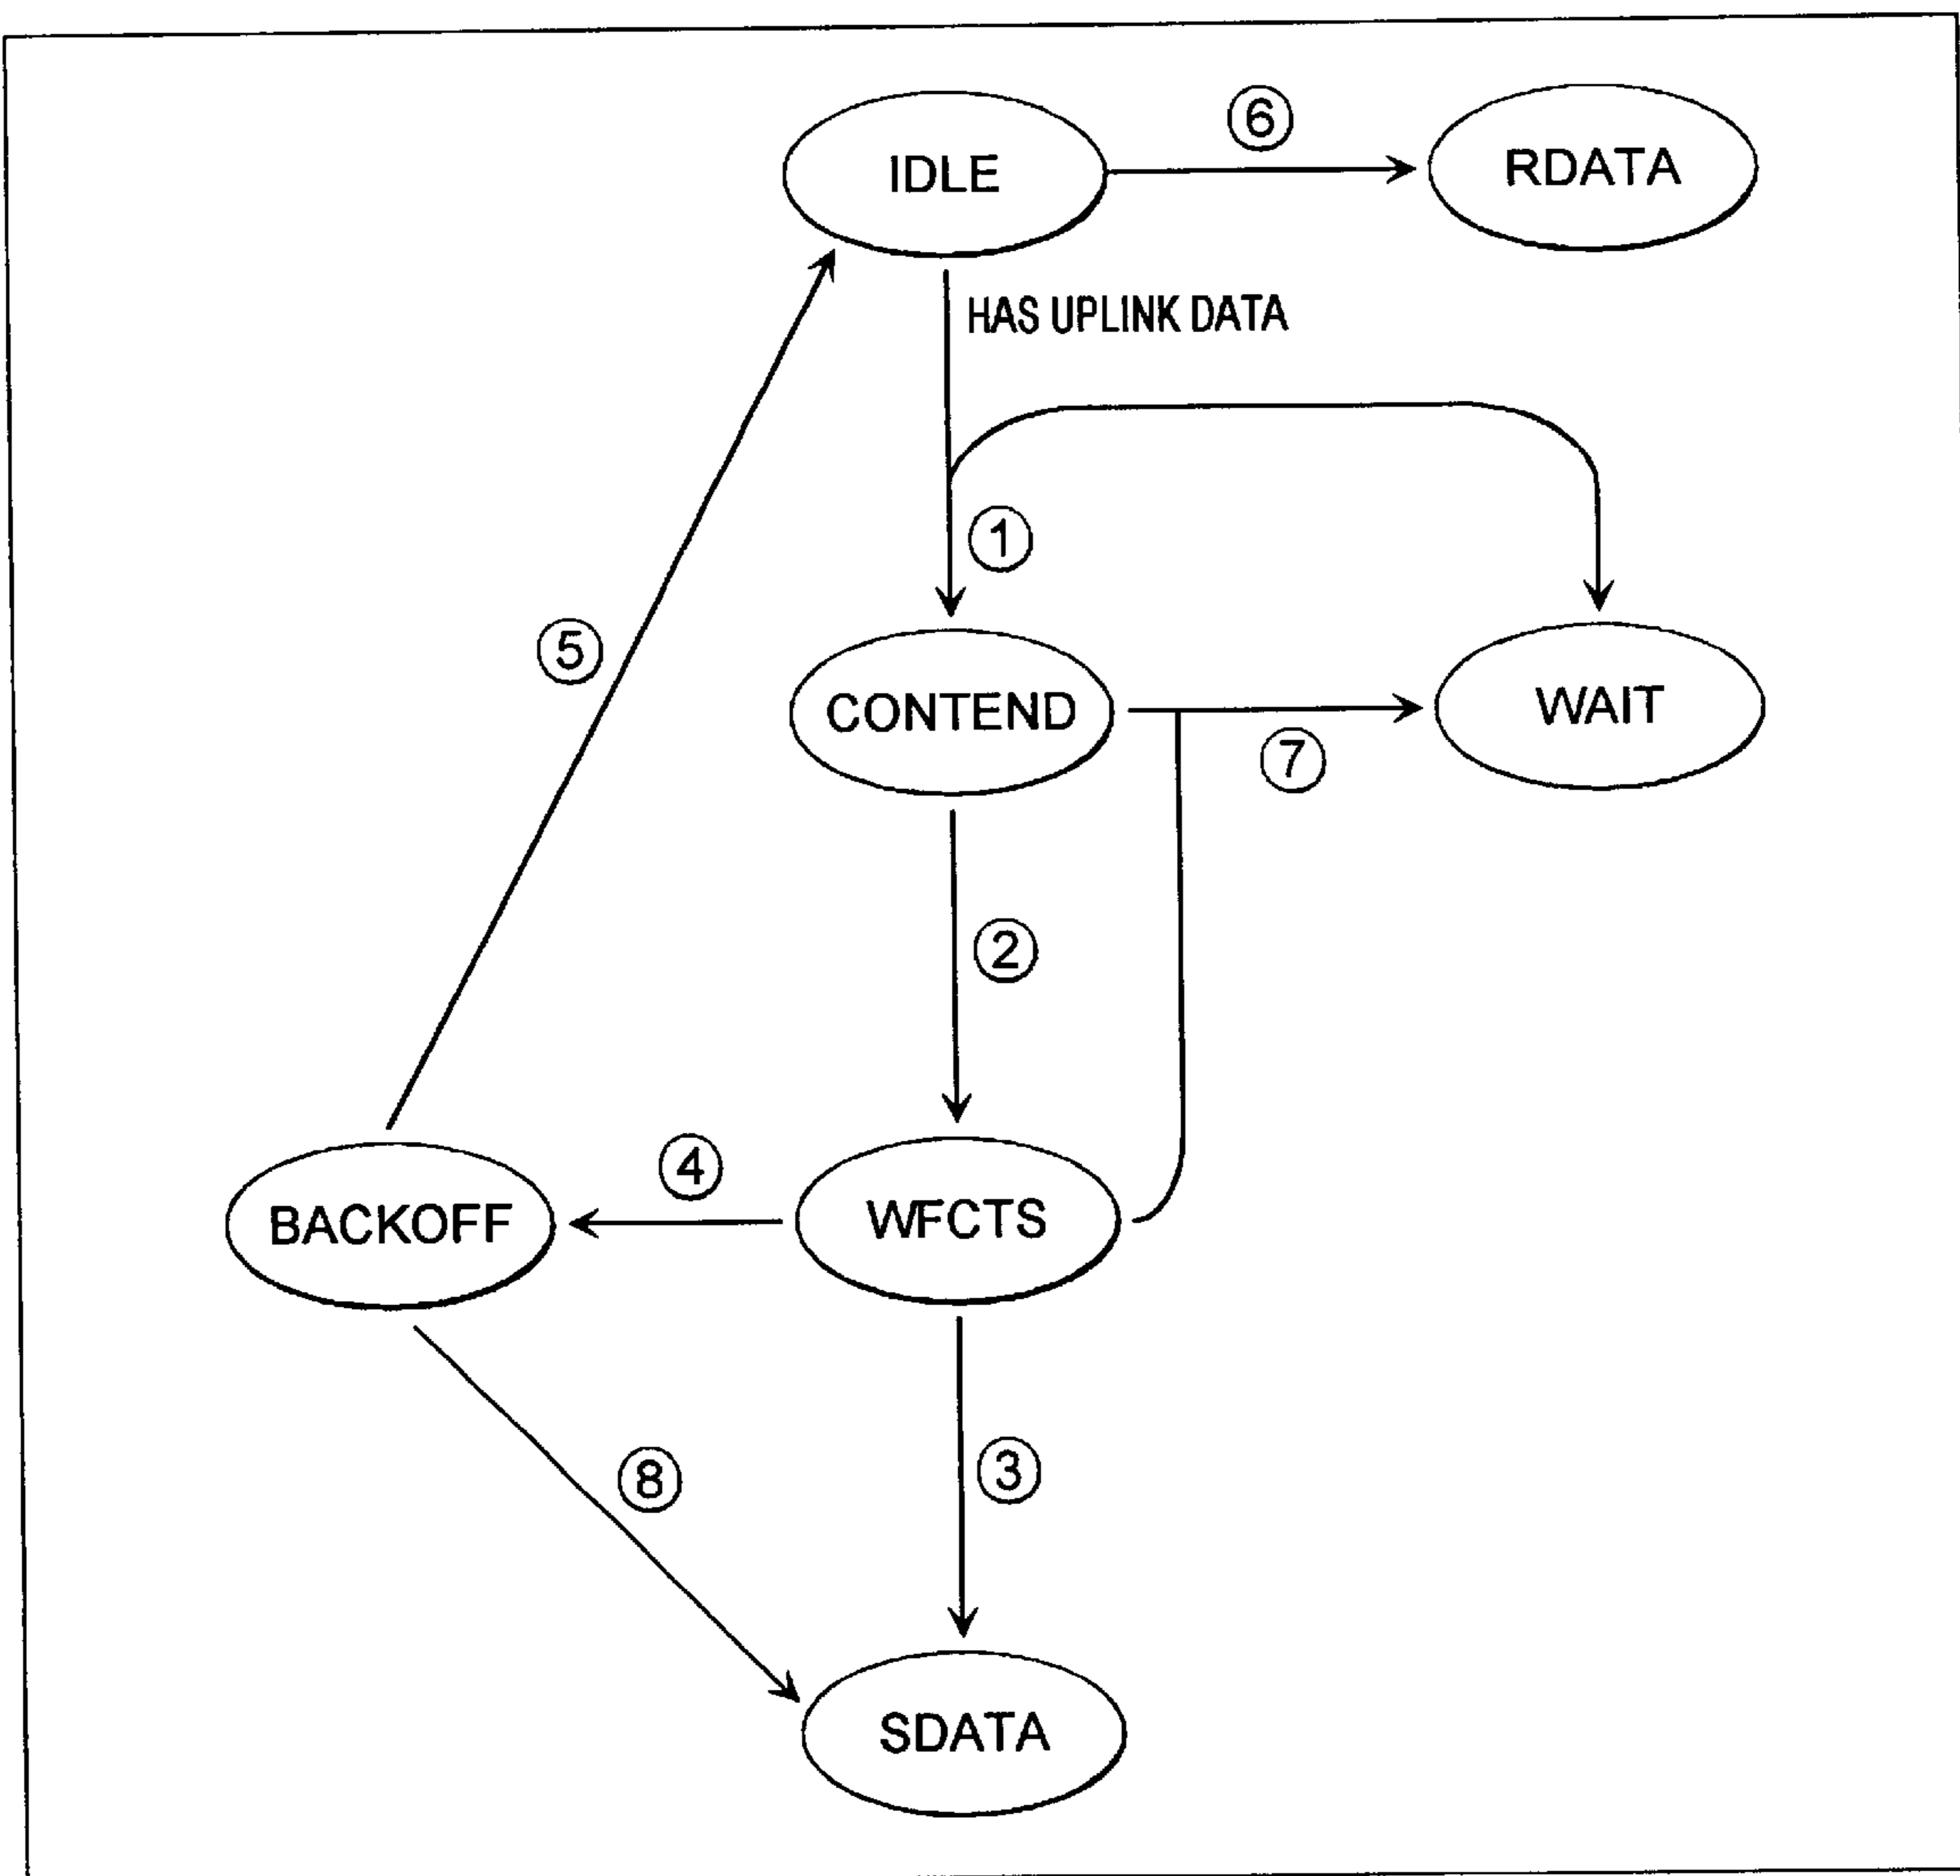 ⑥
IDLE
RDATA
HAS UPLINK DATA
①
⑤
CONTEND
WAIT
⑦
②
④
BACKOFF
WFCTS
⑧
③
SDATA